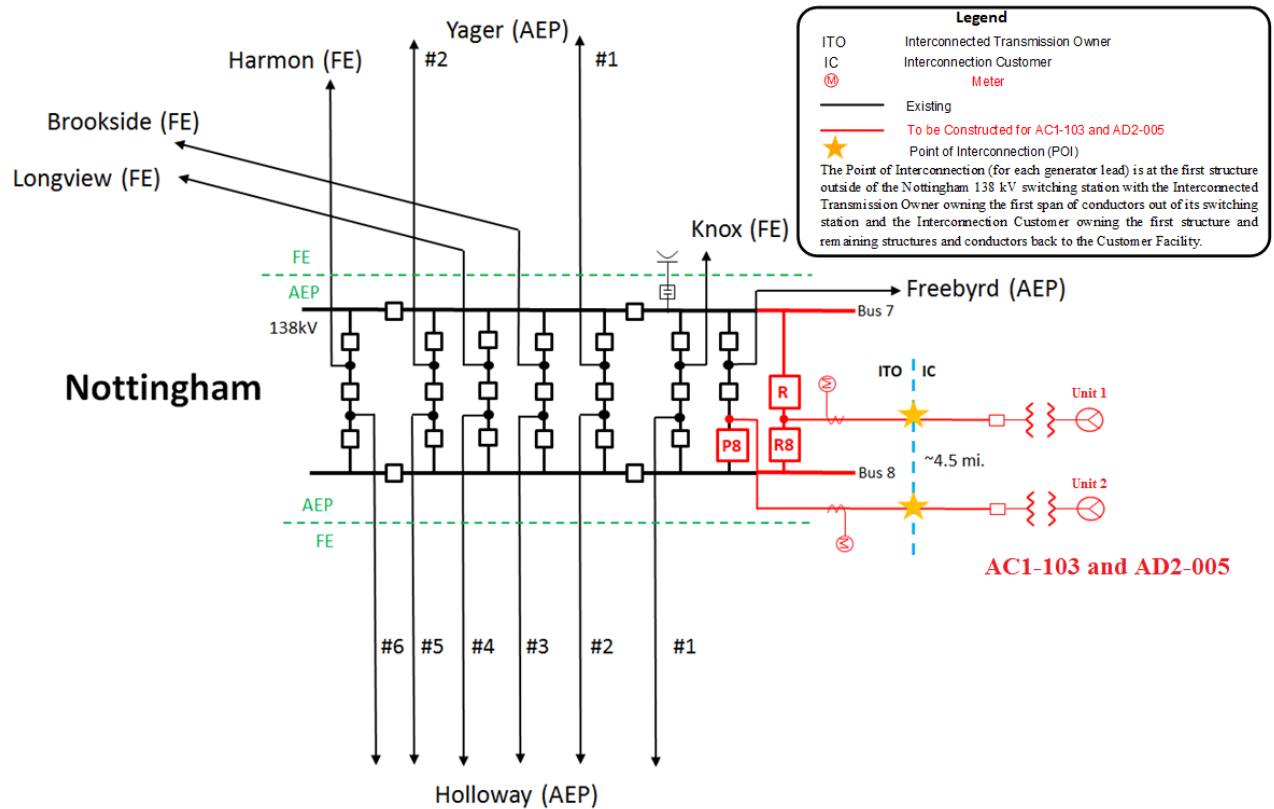 Legend
ITO Interconnected Transmission Owner
IC Interconnection Customer
M Meter
Existing
To be Constructed for AC1-103 and AD2-005
Point of Interconnection (POI)
The Point of Interconnection (for each generator lead) is at the first structure
outside of the Nottingham 138 kV switching station with the Interconnected
Transmission Owner owning the first span of conductors out of its switching
station and the Interconnection Customer owning the first structure and
remaining structures and conductors back to the Customer Facility.
Yager (AEP)
#2 #1
Harmon (FE)
Brookside (FE)
Longview (FE)
Knox (FE)
FE
AEP
Freebyrd (AEP)
138kV
Bus 7
Nottingham
ITO IC
M
R
Unit 1
P8 R8
~4.5 mi.
Bus 8
Unit 2
AEP
FE
M
AC1-103 and AD2-005
#6 #5 #4 #3 #2 #1
Holloway (AEP)